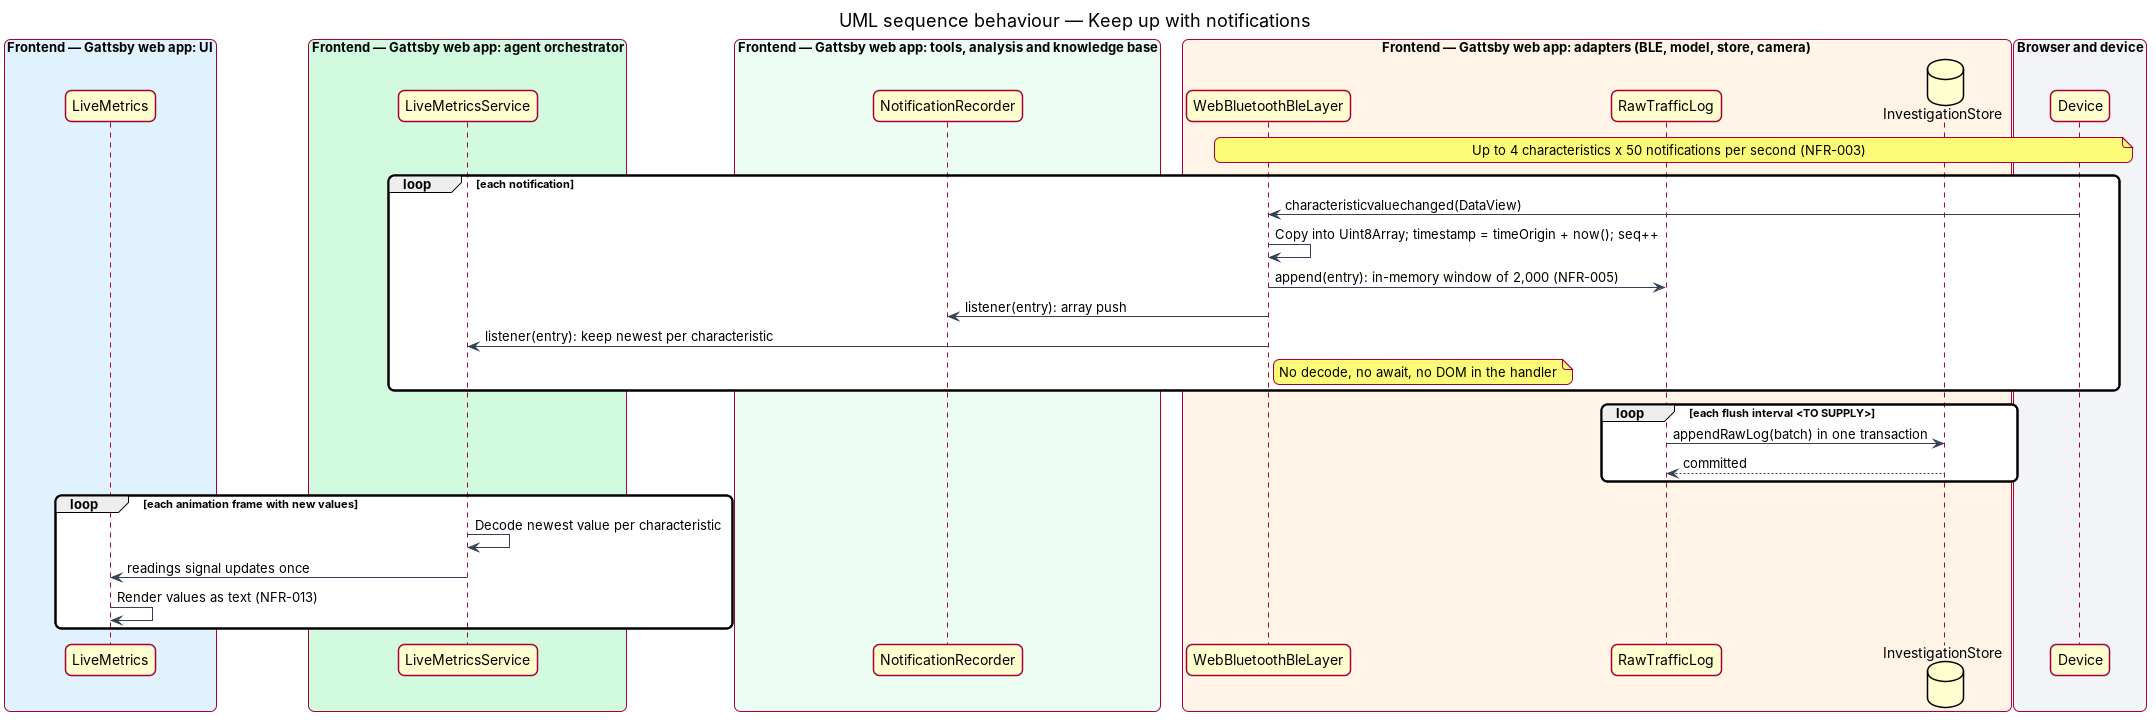 UML sequence behaviour — Keep up with notifications
Frontend — Gattsby web app: UI
Frontend — Gattsby web app: agent orchestrator
Frontend — Gattsby web app: tools, analysis and knowledge base
Frontend — Gattsby web app: adapters (BLE, model, store, camera)
Browser and device
LiveMetrics
LiveMetricsService
NotificationRecorder
WebBluetoothBleLayer
RawTrafficLog
InvestigationStore
Device
Up to 4 characteristics x 50 notifications per second (NFR-003)
loop [each notification]
characteristicvaluechanged(DataView)
Copy into Uint8Array; timestamp = timeOrigin + now(); seq++
append(entry): in-memory window of 2,000 (NFR-005)
listener(entry): array push
listener(entry): keep newest per characteristic
No decode, no await, no DOM in the handler
loop [each flush interval <TO SUPPLY>]
appendRawLog(batch) in one transaction
committed
loop [each animation frame with new values]
Decode newest value per characteristic
readings signal updates once
Render values as text (NFR-013)
LiveMetrics
LiveMetricsService
NotificationRecorder
WebBluetoothBleLayer
RawTrafficLog
InvestigationStore
Device